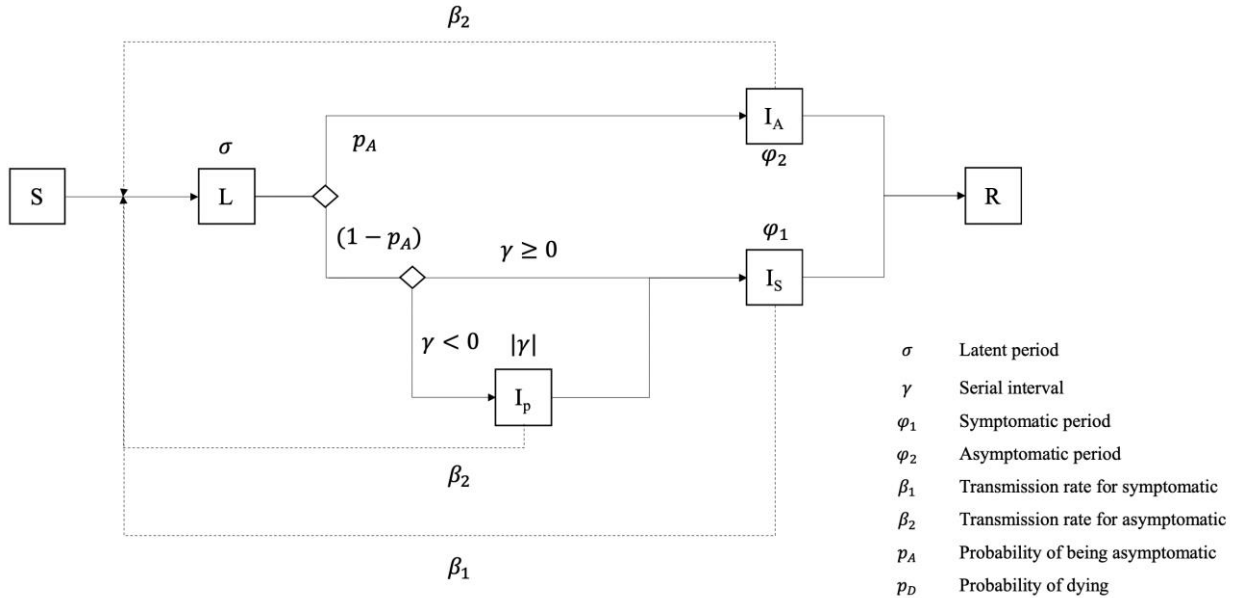 β₂
I_A
p_A
φ₂
σ
S
L
R
(1 − p_A)
γ ≥ 0
φ₁
I_S
γ < 0
|γ|
I_p
β₂
β₁
σ Latent period
γ Serial interval
φ₁ Symptomatic period
φ₂ Asymptomatic period
β₁ Transmission rate for symptomatic
β₂ Transmission rate for asymptomatic
p_A Probability of being asymptomatic
p_D Probability of dying